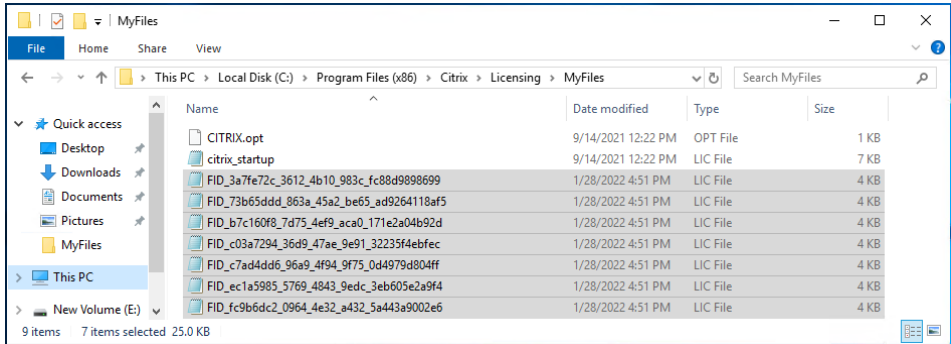 MyFiles
File Home Share View
This PC > Local Disk (C:) > Program Files (x86) > Citrix > Licensing > MyFiles Search MyFiles
Name Date modified Type Size
Quick access
Desktop
Downloads
Documents
Pictures
MyFiles
This PC
New Volume (E:)
CITRIX.opt 9/14/2021 12:22 PM OPT File 1 KB
citrix_startup 9/14/2021 12:22 PM LIC File 7 KB
FID_3a7fe72c_3612_4b10_983c_fc88d9898699 1/28/2022 4:51 PM LIC File 4 KB
FID_73b65ddd_863a_45a2_be65_ad9264118af5 1/28/2022 4:51 PM LIC File 4 KB
FID_b7c160f8_7d75_4ef9_aca0_171e2a04b92d 1/28/2022 4:51 PM LIC File 4 KB
FID_c03a7294_36d9_47ae_9e91_32235f4ebfec 1/28/2022 4:51 PM LIC File 4 KB
FID_c7ad4dd6_96a9_4f94_9f75_0d4979d804ff 1/28/2022 4:51 PM LIC File 4 KB
FID_ec1a5985_5769_4843_9edc_3eb605e2a9f4 1/28/2022 4:51 PM LIC File 4 KB
FID_fc9b6dc2_0964_4e32_a432_5a443a9002e6 1/28/2022 4:51 PM LIC File 4 KB
9 items 7 items selected 25.0 KB